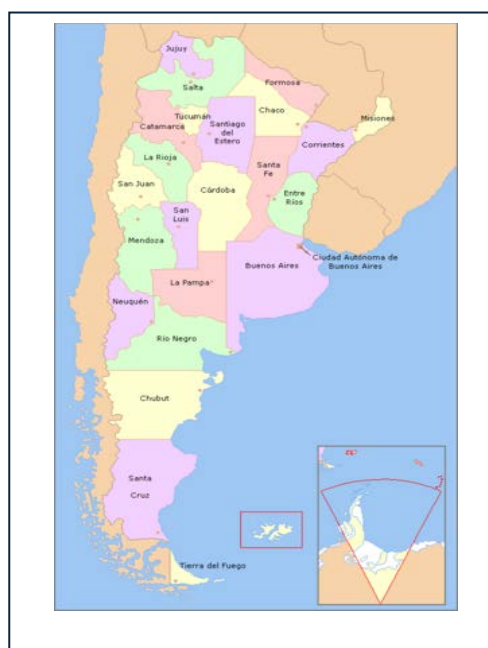 Jujuy
Salta
Formosa
Chaco
Misiones
Tucumán
Catamarca
Santiago
del
Estero
Corrientes
La Rioja
Santa
Fe
San Juan
Córdoba
Entre
Ríos
San
Luis
Mendoza
Ciudad Autónoma de
Buenos Aires
Buenos Aires
La Pampa
Neuquén
Río Negro
Chubut
Santa
Cruz
Tierra del Fuego